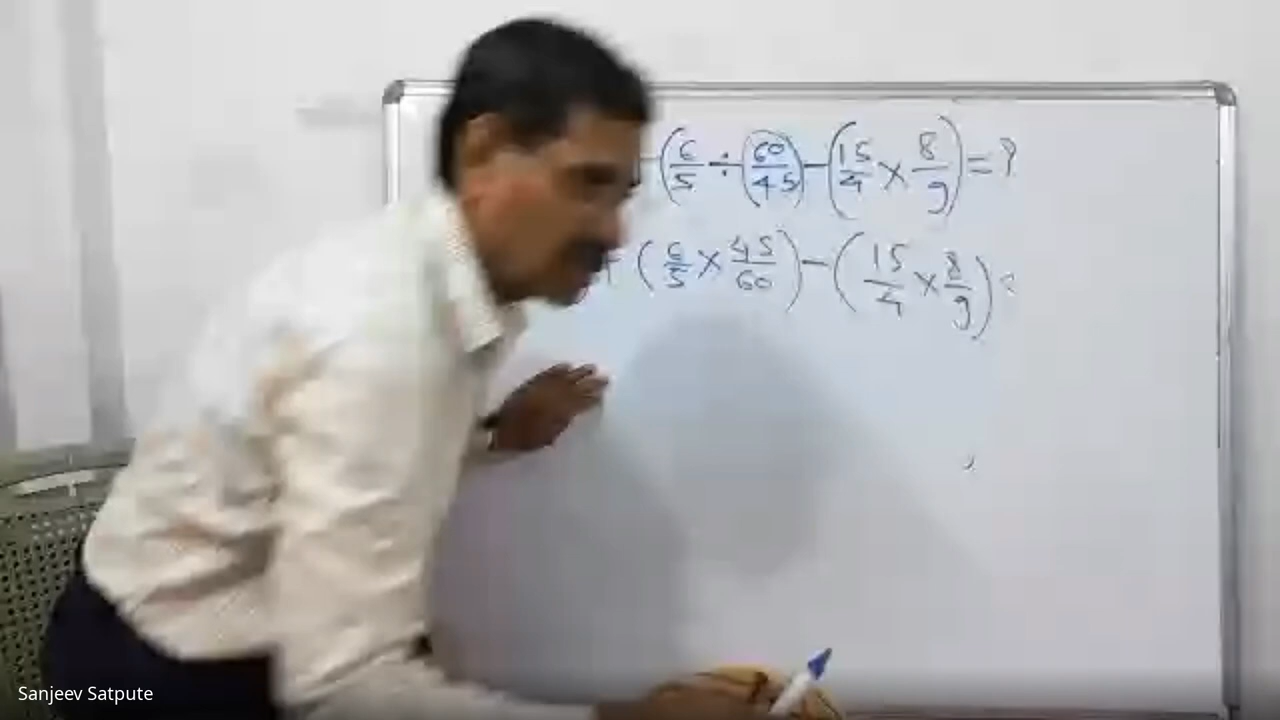 (6/5 ÷ (60/45) - (15/4 × 8/9) = ?
+ (6/5 × 45/60) - (15/4 × 8/9) =
Sanjeev Satpute